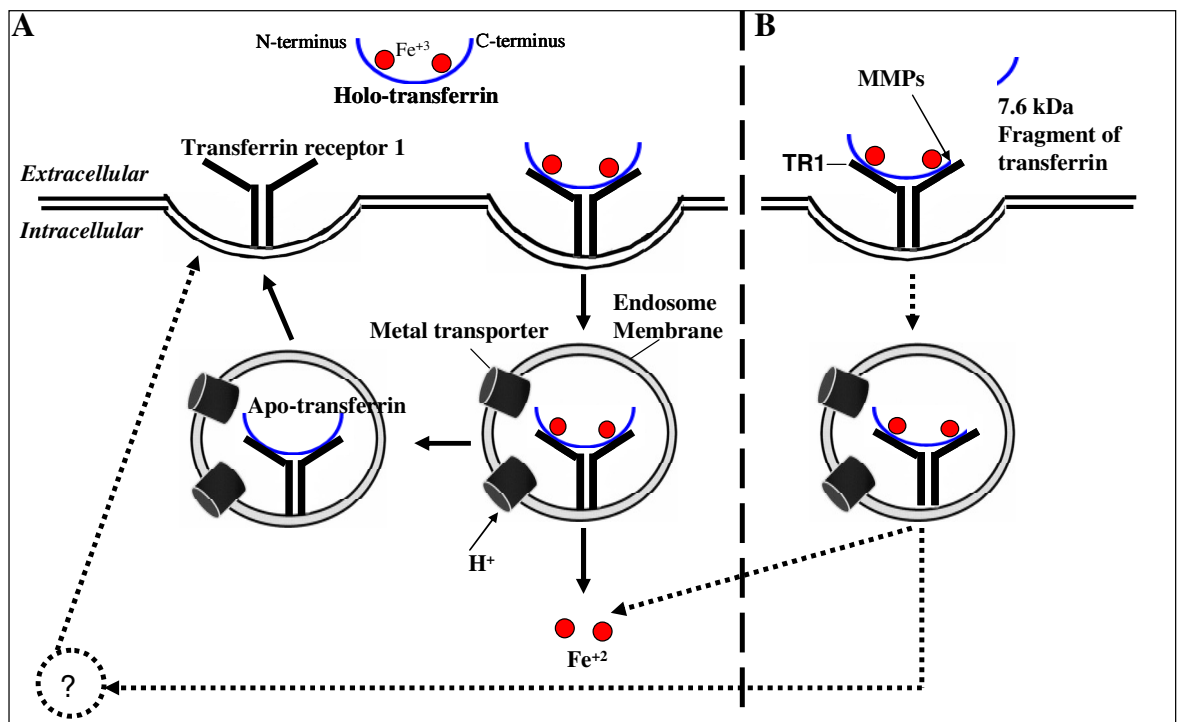 A
N-terminus
Fe+3
C-terminus
Holo-transferrin
Transferrin receptor 1
Extracellular
Intracellular
Metal transporter
Endosome
Membrane
Apo-transferrin
H+
Fe+2
?
B
MMPs
TR1
7.6 kDa
Fragment of
transferrin